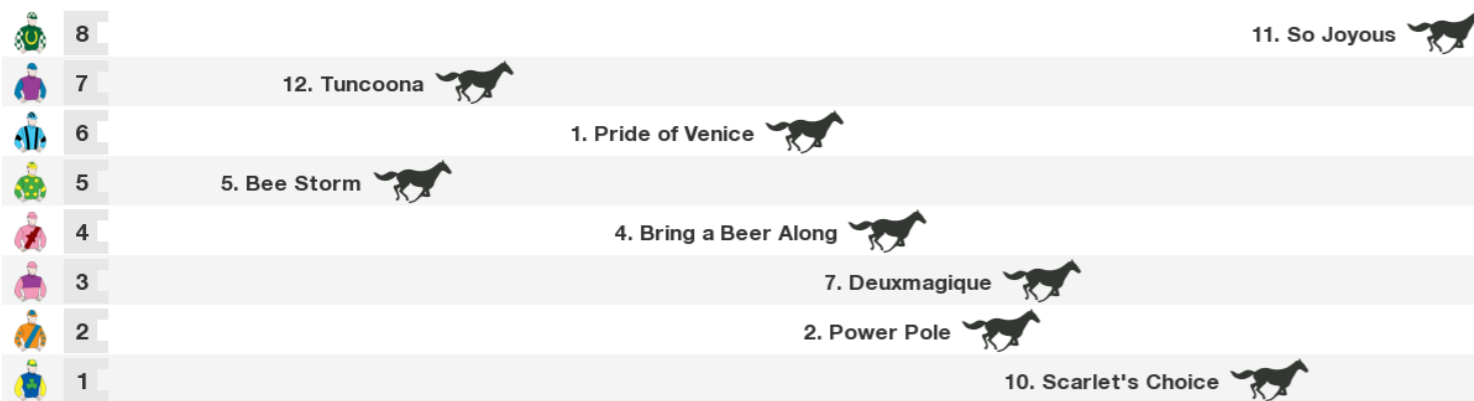 8 11. So Joyous
7 12. Tuncoona
6 1. Pride of Venice
5 5. Bee Storm
4 4. Bring a Beer Along
3 7. Deuxmagique
2 2. Power Pole
1 10. Scarlet's Choice